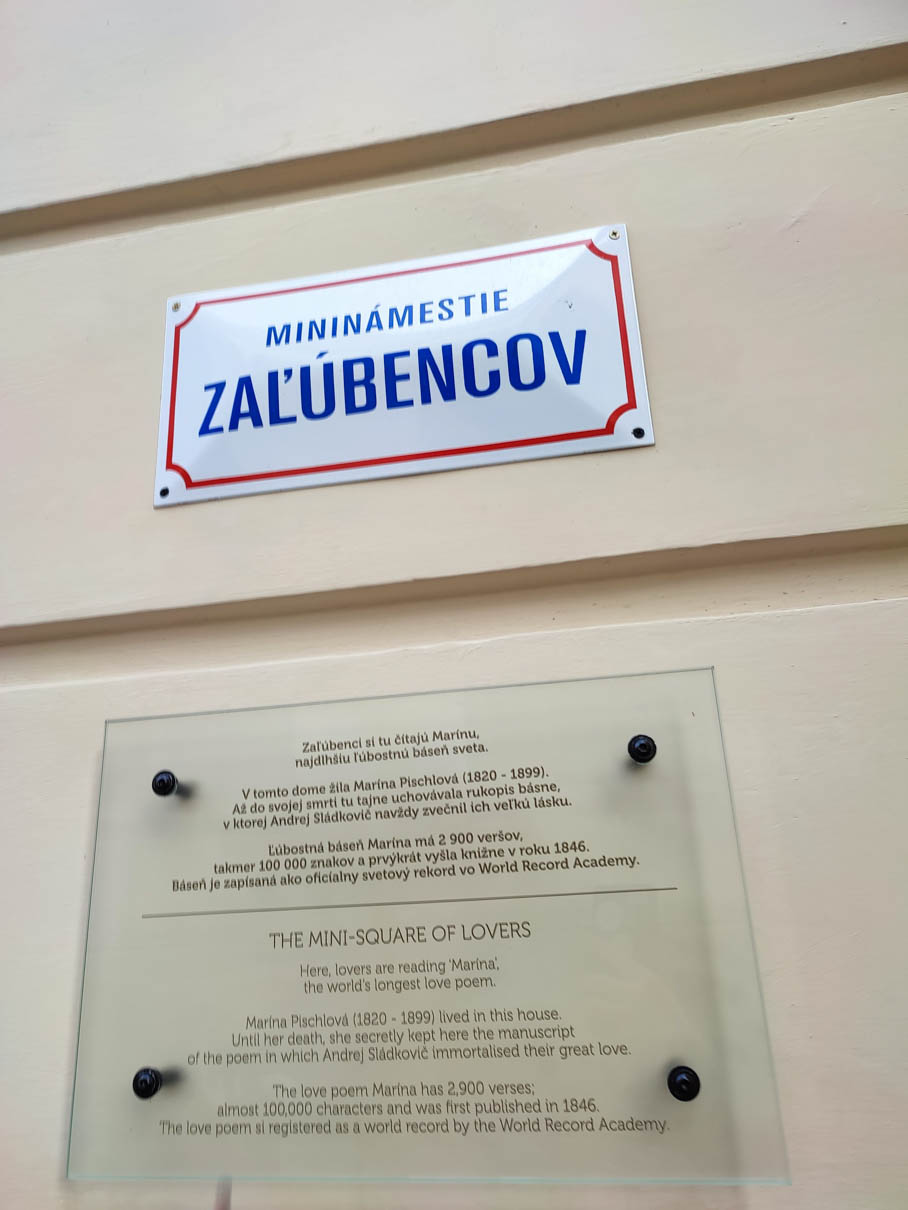 MININÁMESTIE
ZAĽÚBENCOV
Zaľúbenci si tu čítajú Marínu,
najdlhšiu ľúbostnú báseň sveta.
V tomto dome žila Marína Pischlová (1820 - 1899).
Až do svojej smrti tu tajne uchovávala rukopis básne,
v ktorej Andrej Sládkovič navždy zvečnil ich veľkú lásku.
Ľúbostná báseň Marína má 2 900 veršov,
takmer 100 000 znakov a prvýkrát vyšla knižne v roku 1846.
Báseň je zapísaná ako oficíalny svetový rekord vo World Record Academy.
THE MINI-SQUARE OF LOVERS
Here, lovers are reading 'Marína',
the world's longest love poem.
Marína Pischlová (1820 - 1899) lived in this house.
Until her death, she secretly kept here the manuscript
of the poem in which Andrej Sládkovič immortalised their great love.
The love poem Marína has 2,900 verses;
almost 100,000 characters and was first published in 1846.
The love poem si registered as a world record by the World Record Academy.